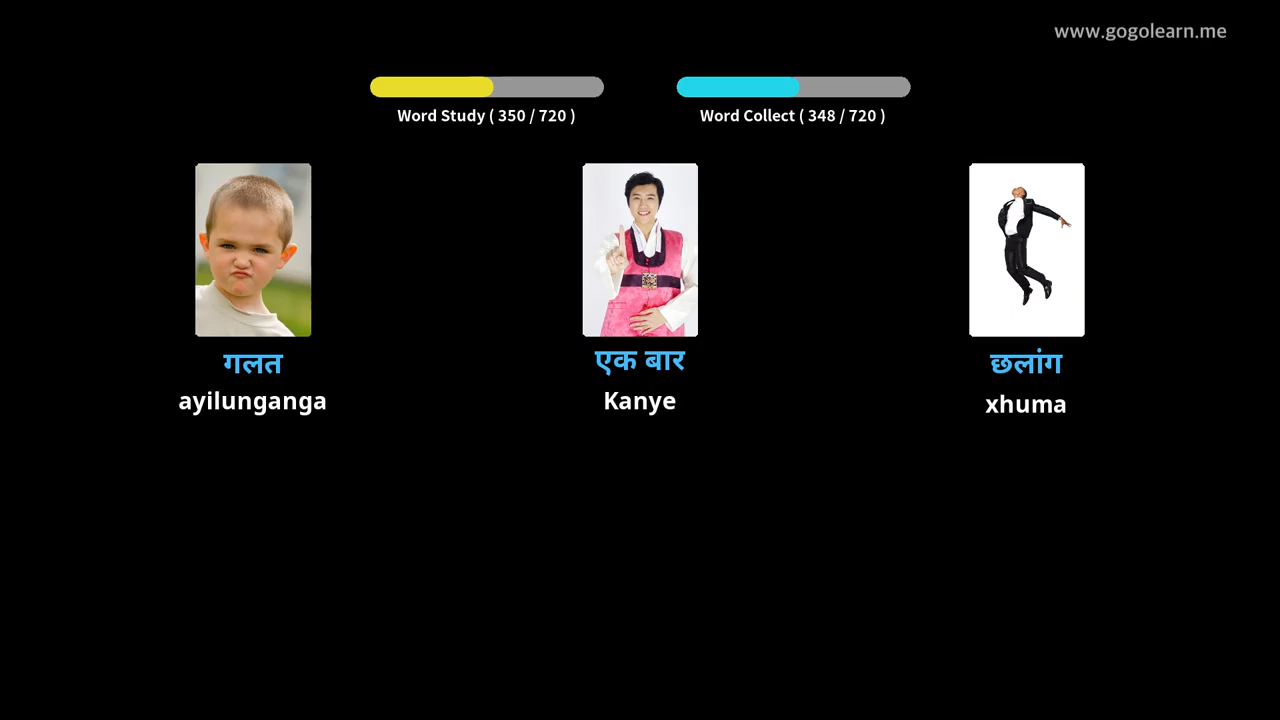 www.gogolearn.me
Word Study ( 350 / 720 )
Word Collect ( 348 / 720 )
गलत
ayilunganga
एक बार
Kanye
छलांग
xhuma